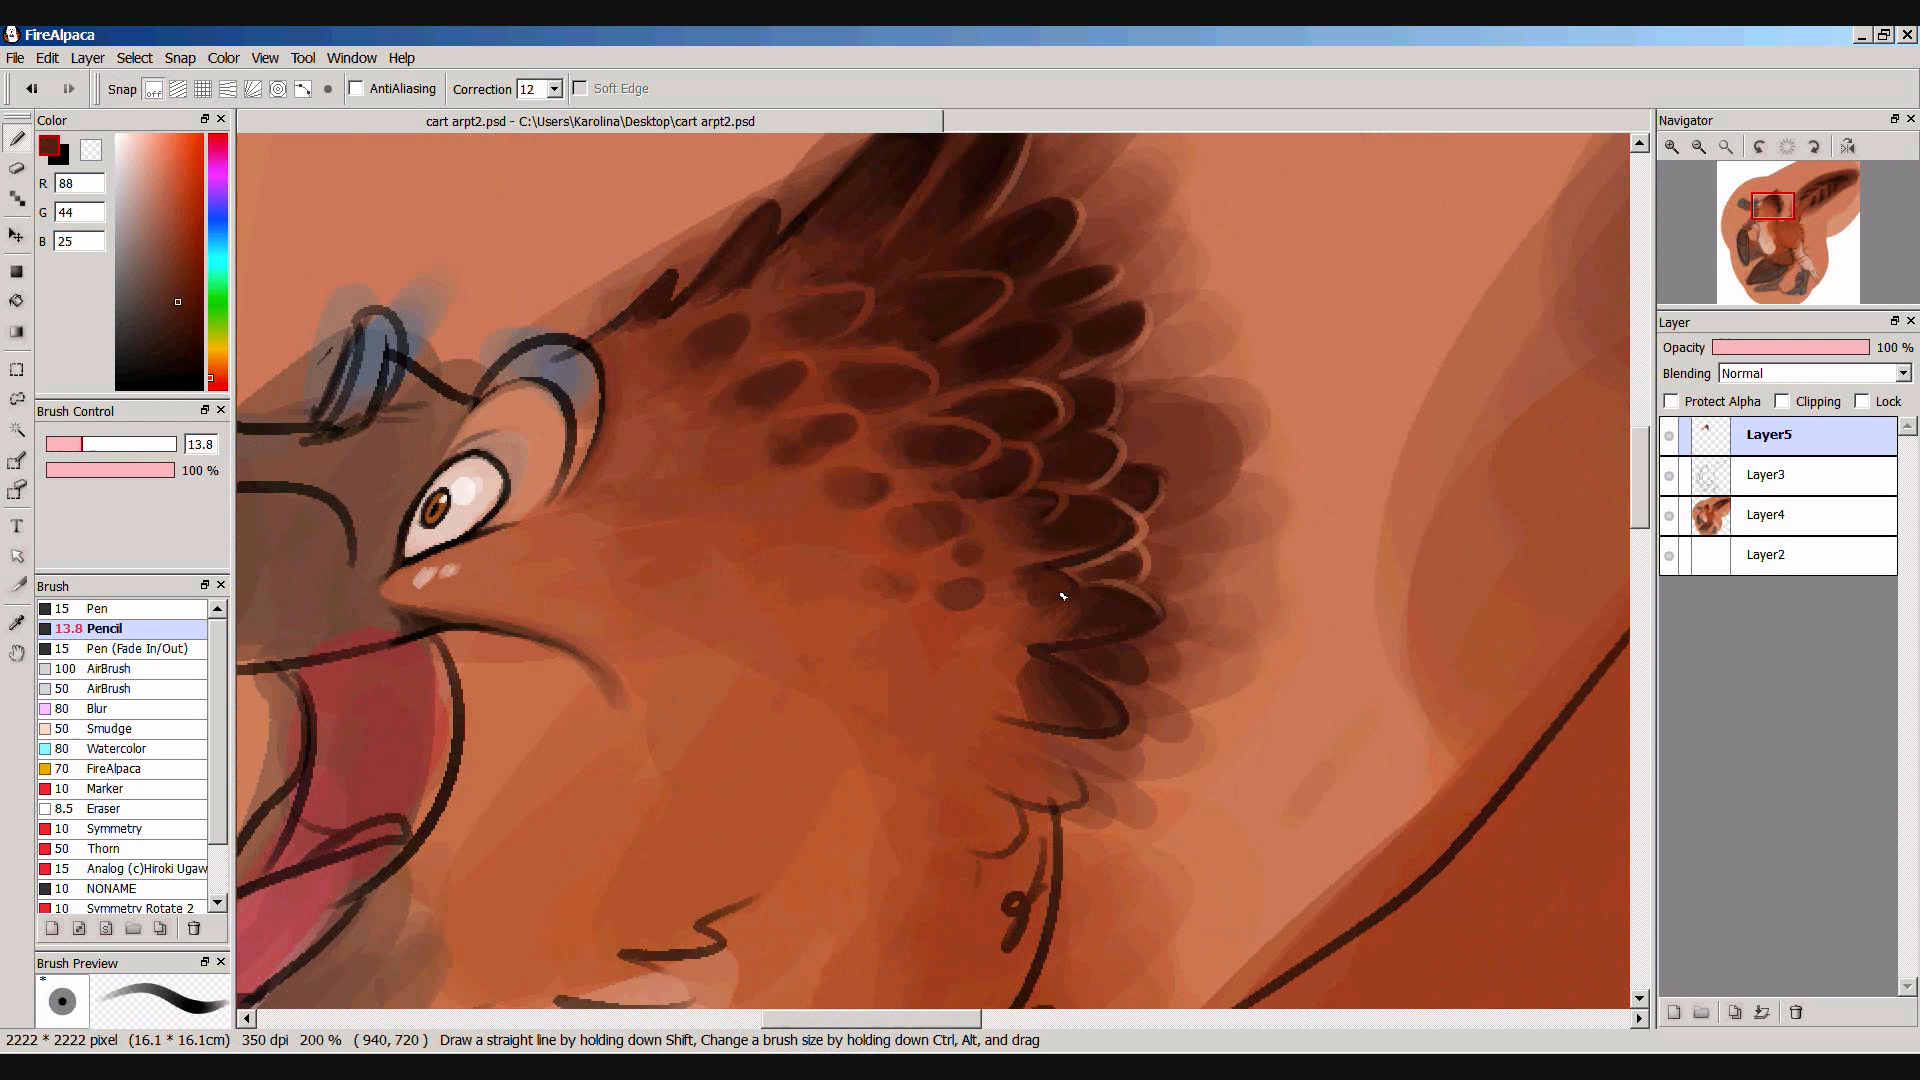 FireAlpaca
File Edit Layer Select Snap Color View Tool Window Help
Snap off AntiAliasing Correction 12 Soft Edge
Color
cart arpt2.psd - C:\Users\Karolina\Desktop\cart arpt2.psd
Navigator
R 88
G 44
B 25
Layer
Opacity 100 %
Blending Normal
Protect Alpha Clipping Lock
Brush Control
13.8
100 %
Layer5
Layer3
Layer4
Layer2
Brush
15 Pen
13.8 Pencil
15 Pen (Fade In/Out)
100 AirBrush
50 AirBrush
80 Blur
50 Smudge
80 Watercolor
70 FireAlpaca
10 Marker
8.5 Eraser
10 Symmetry
50 Thorn
15 Analog (c)Hiroki Ugaw
10 NONAME
10 Symmetry Rotate 2
Brush Preview
*
2222 * 2222 pixel (16.1 * 16.1cm) 350 dpi 200 % ( 940, 720 ) Draw a straight line by holding down Shift, Change a brush size by holding down Ctrl, Alt, and drag